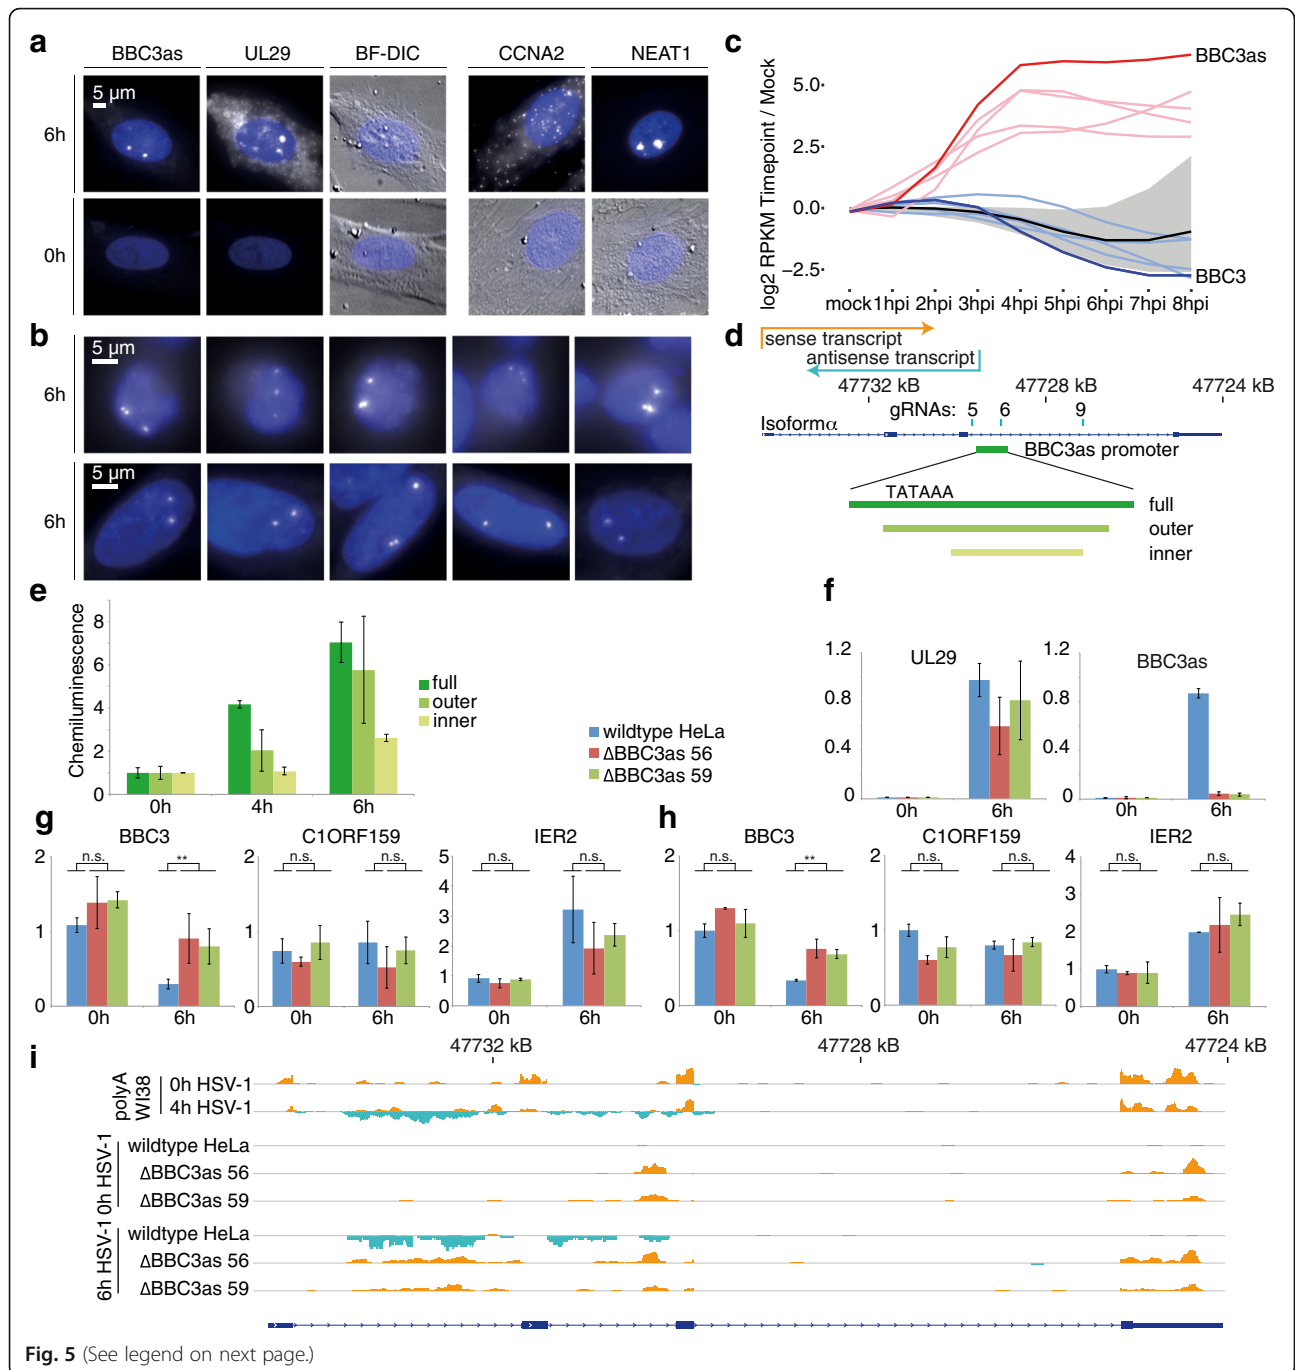 a
BBC3as UL29 BF-DIC CCNA2 NEAT1
5 µm
6h
0h
b
5 µm
6h
5 µm
6h
c
log2 RPKM Timepoint / Mock
5.0
2.5
0.0
−2.5
BBC3as
BBC3
mock 1hpi 2hpi 3hpi 4hpi 5hpi 6hpi 7hpi 8hpi
d
sense transcript
antisense transcript
47732 kB 47728 kB 47724 kB
gRNAs: 5 6 9
Isoformα
BBC3as promoter
TATAAA
full
outer
inner
e
Chemiluminescence
8
6
4
2
0
0h 4h 6h
full
outer
inner
wildtype HeLa
ΔBBC3as 56
ΔBBC3as 59
f
UL29
1.2
0.8
0.4
0
0h 6h
BBC3as
1.2
0.8
0.4
0
0h 6h
g
BBC3
2
1
0
n.s. **
0h 6h
C1ORF159
2
1
0
n.s. n.s.
0h 6h
IER2
5
4
3
2
1
0
n.s. n.s.
0h 6h
h
BBC3
2
1
0
n.s. **
0h 6h
C1ORF159
2
1
0
n.s. n.s.
0h 6h
IER2
4
3
2
1
0
n.s. n.s.
0h 6h
i
47732 kB 47728 kB 47724 kB
polyA
WI38
0h HSV-1
4h HSV-1
0h HSV-1
wildtype HeLa
ΔBBC3as 56
ΔBBC3as 59
6h HSV-1
wildtype HeLa
ΔBBC3as 56
ΔBBC3as 59
Fig. 5 (See legend on next page.)